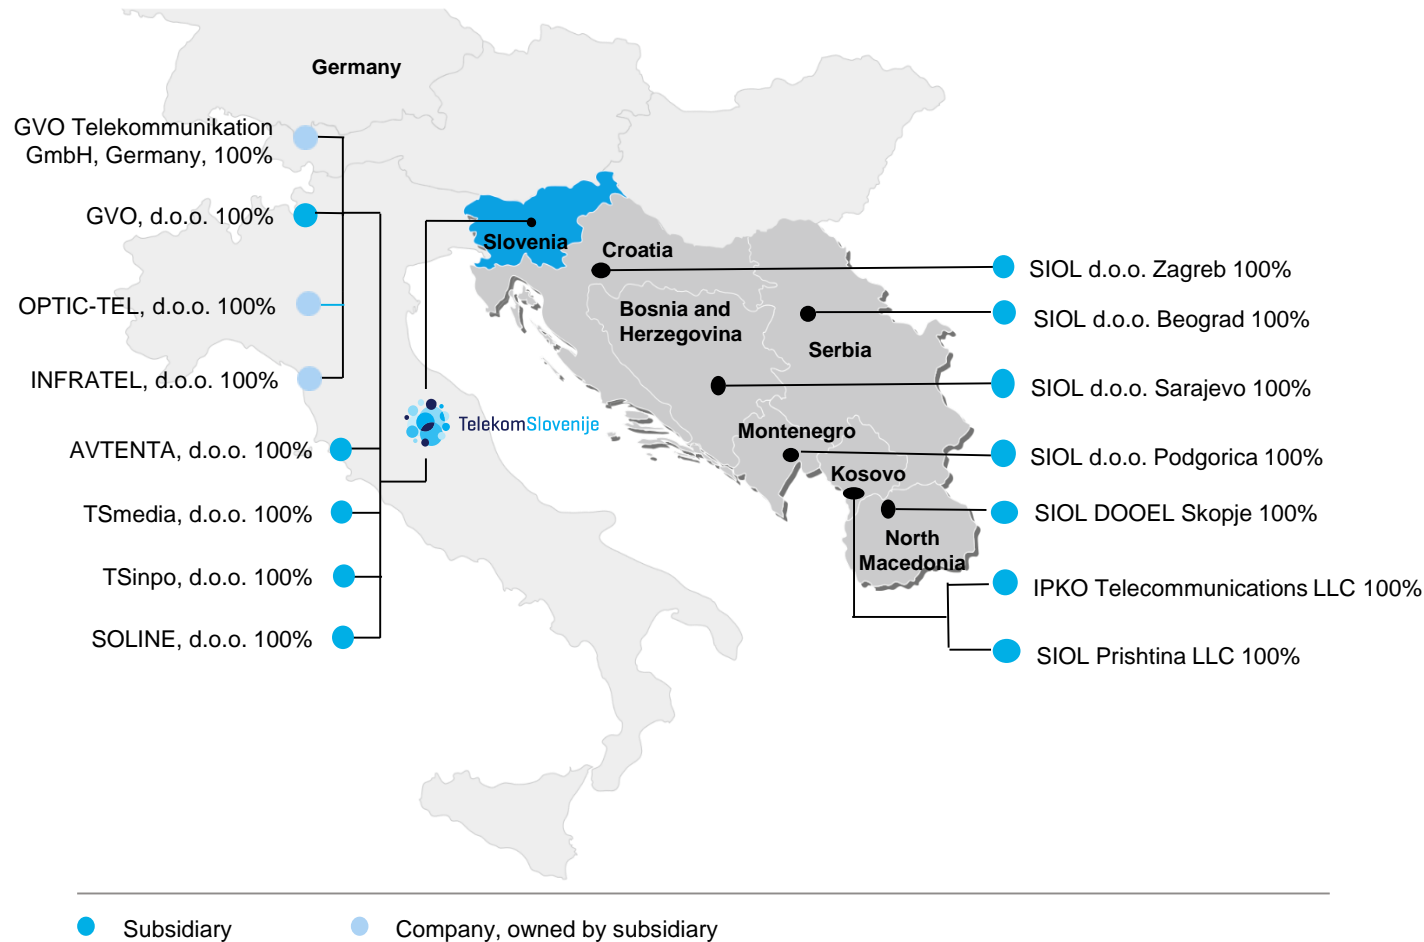 Germany
GVO Telekommunikation
GmbH, Germany, 100%
GVO, d.o.o. 100%
OPTIC-TEL, d.o.o. 100%
INFRATEL, d.o.o. 100%
AVTENTA, d.o.o. 100%
TSmedia, d.o.o. 100%
TSinpo, d.o.o. 100%
SOLINE, d.o.o. 100%
TelekomSlovenije
Slovenia
Croatia
Bosnia and
Herzegovina
Serbia
Montenegro
Kosovo
North
Macedonia
SIOL d.o.o. Zagreb 100%
SIOL d.o.o. Beograd 100%
SIOL d.o.o. Sarajevo 100%
SIOL d.o.o. Podgorica 100%
SIOL DOOEL Skopje 100%
IPKO Telecommunications LLC 100%
SIOL Prishtina LLC 100%
Subsidiary
Company, owned by subsidiary